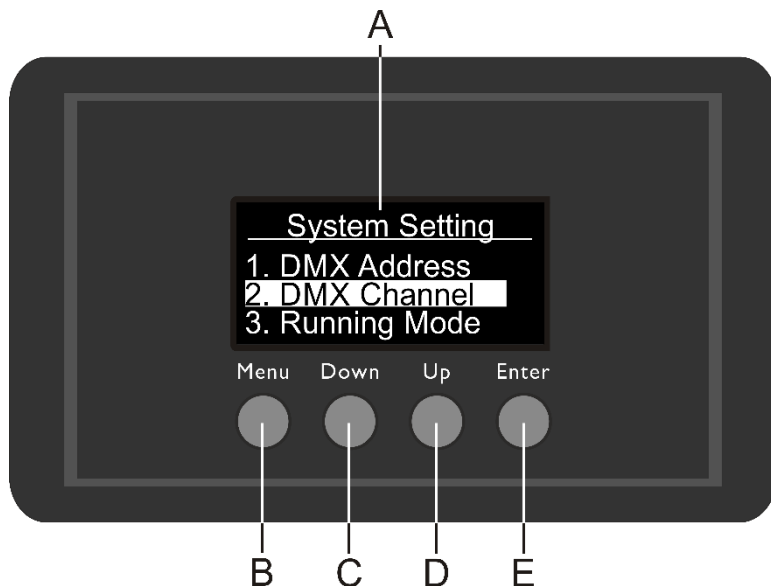 A
System Setting
1. DMX Address
2. DMX Channel
3. Running Mode
Menu Down Up Enter
B C D E